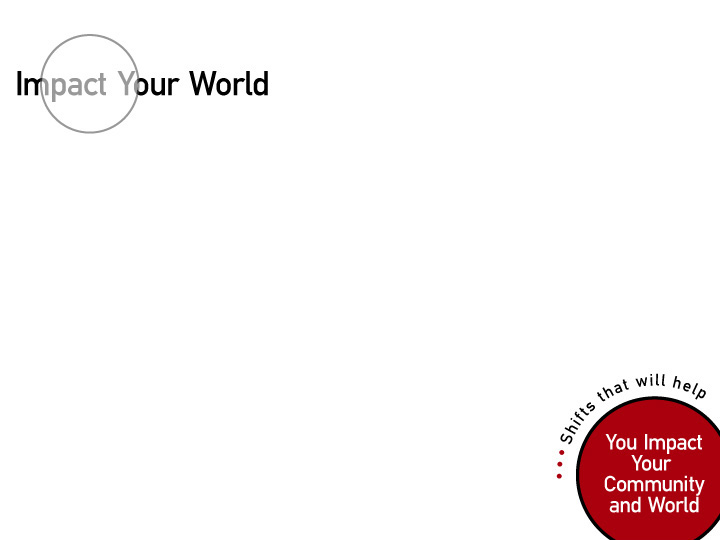 Impact Your World
Shifts that will help
You Impact
Your
Community
and World